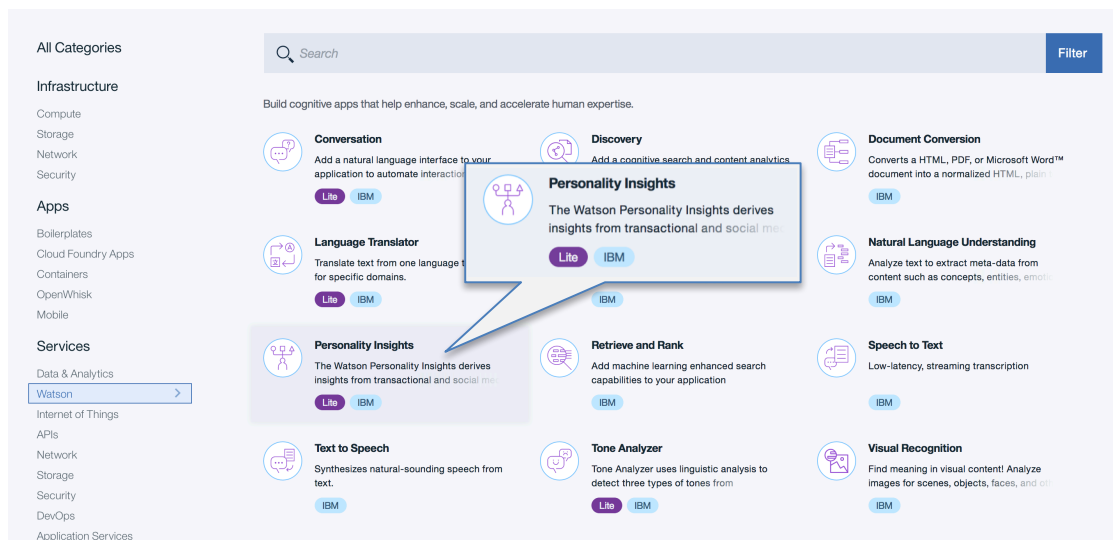 All Categories
Infrastructure
Compute
Storage
Network
Security
Apps
Boilerplates
Cloud Foundry Apps
Containers
OpenWhisk
Mobile
Services
Data & Analytics
Watson
Internet of Things
APIs
Network
Storage
Security
DevOps
Application Services
Search
Filter
Build cognitive apps that help enhance, scale, and accelerate human expertise.
Conversation
Add a natural language interface to your
application to automate interactio
Lite IBM
Discovery
Add a cognitive search and content analytics
Document Conversion
Converts a HTML, PDF, or Microsoft Word™
document into a normalized HTML, plain
IBM
Personality Insights
The Watson Personality Insights derives
insights from transactional and social me
Lite IBM
Language Translator
Translate text from one language t
for specific domains.
Lite IBM
IBM
Natural Language Understanding
Analyze text to extract meta-data from
content such as concepts, entities, emotio
IBM
Personality Insights
The Watson Personality Insights derives
insights from transactional and social me
Lite IBM
Retrieve and Rank
Add machine learning enhanced search
capabilities to your application
IBM
Speech to Text
Low-latency, streaming transcription
IBM
Text to Speech
Synthesizes natural-sounding speech from
text.
IBM
Tone Analyzer
Tone Analyzer uses linguistic analysis to
detect three types of tones from
Lite IBM
Visual Recognition
Find meaning in visual content! Analyze
images for scenes, objects, faces, and ot
IBM